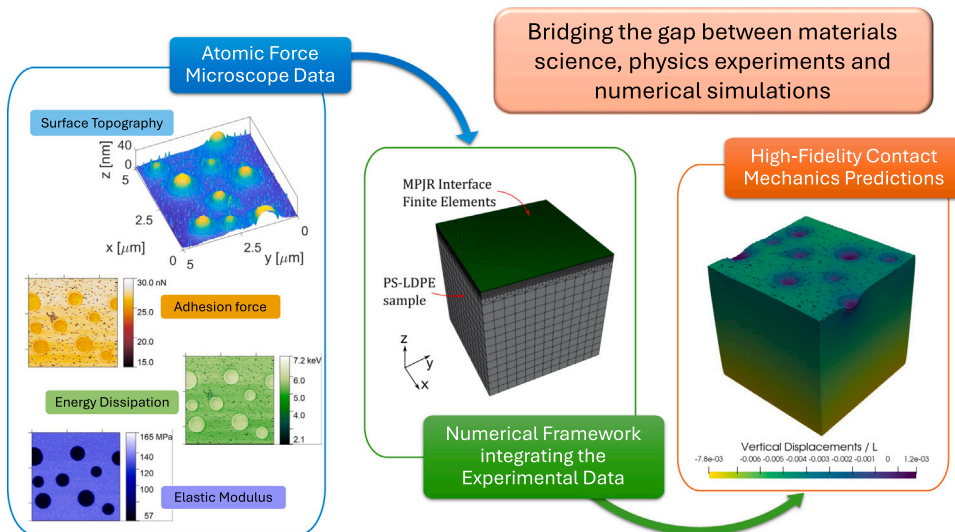 Atomic Force
Microscope Data
Bridging the gap between materials
science, physics experiments and
numerical simulations
Surface Topography
z [nm]
40
0
5
2.5
x [μm]
0
5
2.5
y [μm]
0
30.0 nN
25.0
20.0
15.0
Adhesion force
7.2 keV
6.0
5.0
4.0
3.0
2.1
Energy Dissipation
165 MPa
140
120
100
57
Elastic Modulus
MPJR Interface
Finite Elements
PS-LDPE
sample
z
y
x
Numerical Framework
integrating the
Experimental Data
High-Fidelity Contact
Mechanics Predictions
Vertical Displacements / L
-7.8e-03 -0.006 -0.005 -0.004 -0.003 -0.002 -0.001 0 1.2e-03